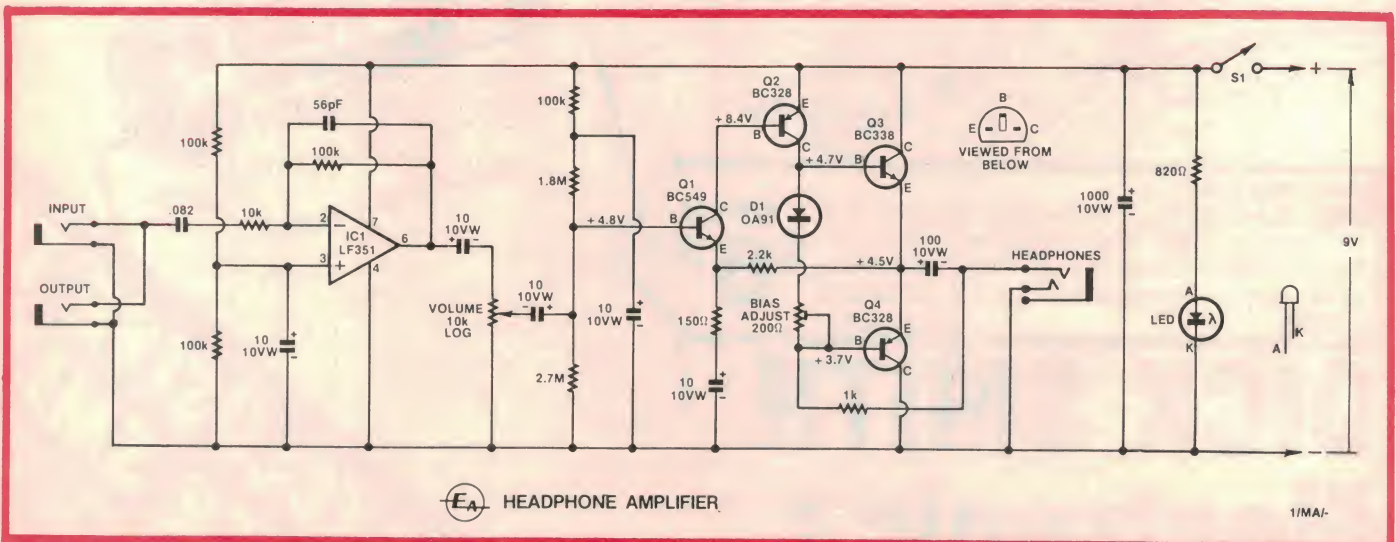 INPUT
OUTPUT
.082
10k
100k
100k
56pF
100k
2
3
7
6
4
IC1
LF351
10
10VW
10
10VW
VOLUME
10k
LOG
10
10VW
100k
1.8M
2.7M
10
10VW
+4.8V
Q1
BC549
B
C
E
+8.4V
150Ω
10
10VW
2.2k
Q2
BC328
B
E
C
+4.7V
D1
OA91
BIAS
ADJUST
200Ω
+3.7V
1k
Q3
BC338
B
C
E
+4.5V
Q4
BC328
B
E
C
100
10VW
B
E
C
VIEWED FROM
BELOW
HEADPHONES
1000
10VW
820Ω
LED
A
λ
K
A
K
S1
+
9V
-
EA HEADPHONE AMPLIFIER
1/MA/-